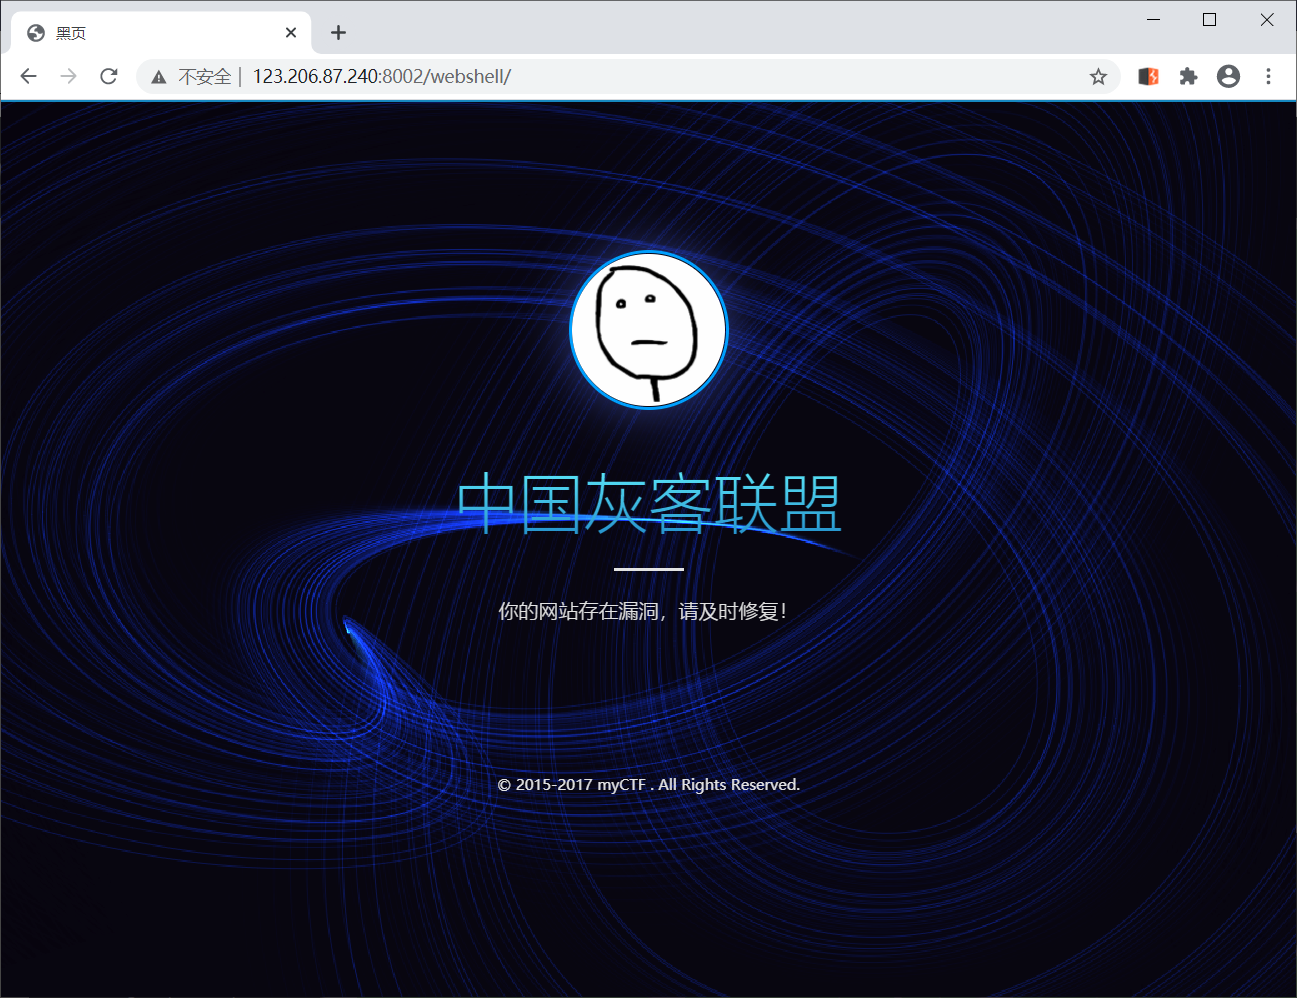 黑页
不安全 | 123.206.87.240:8002/webshell/
中国灰客联盟
你的网站存在漏洞，请及时修复！
© 2015-2017 myCTF . All Rights Reserved.